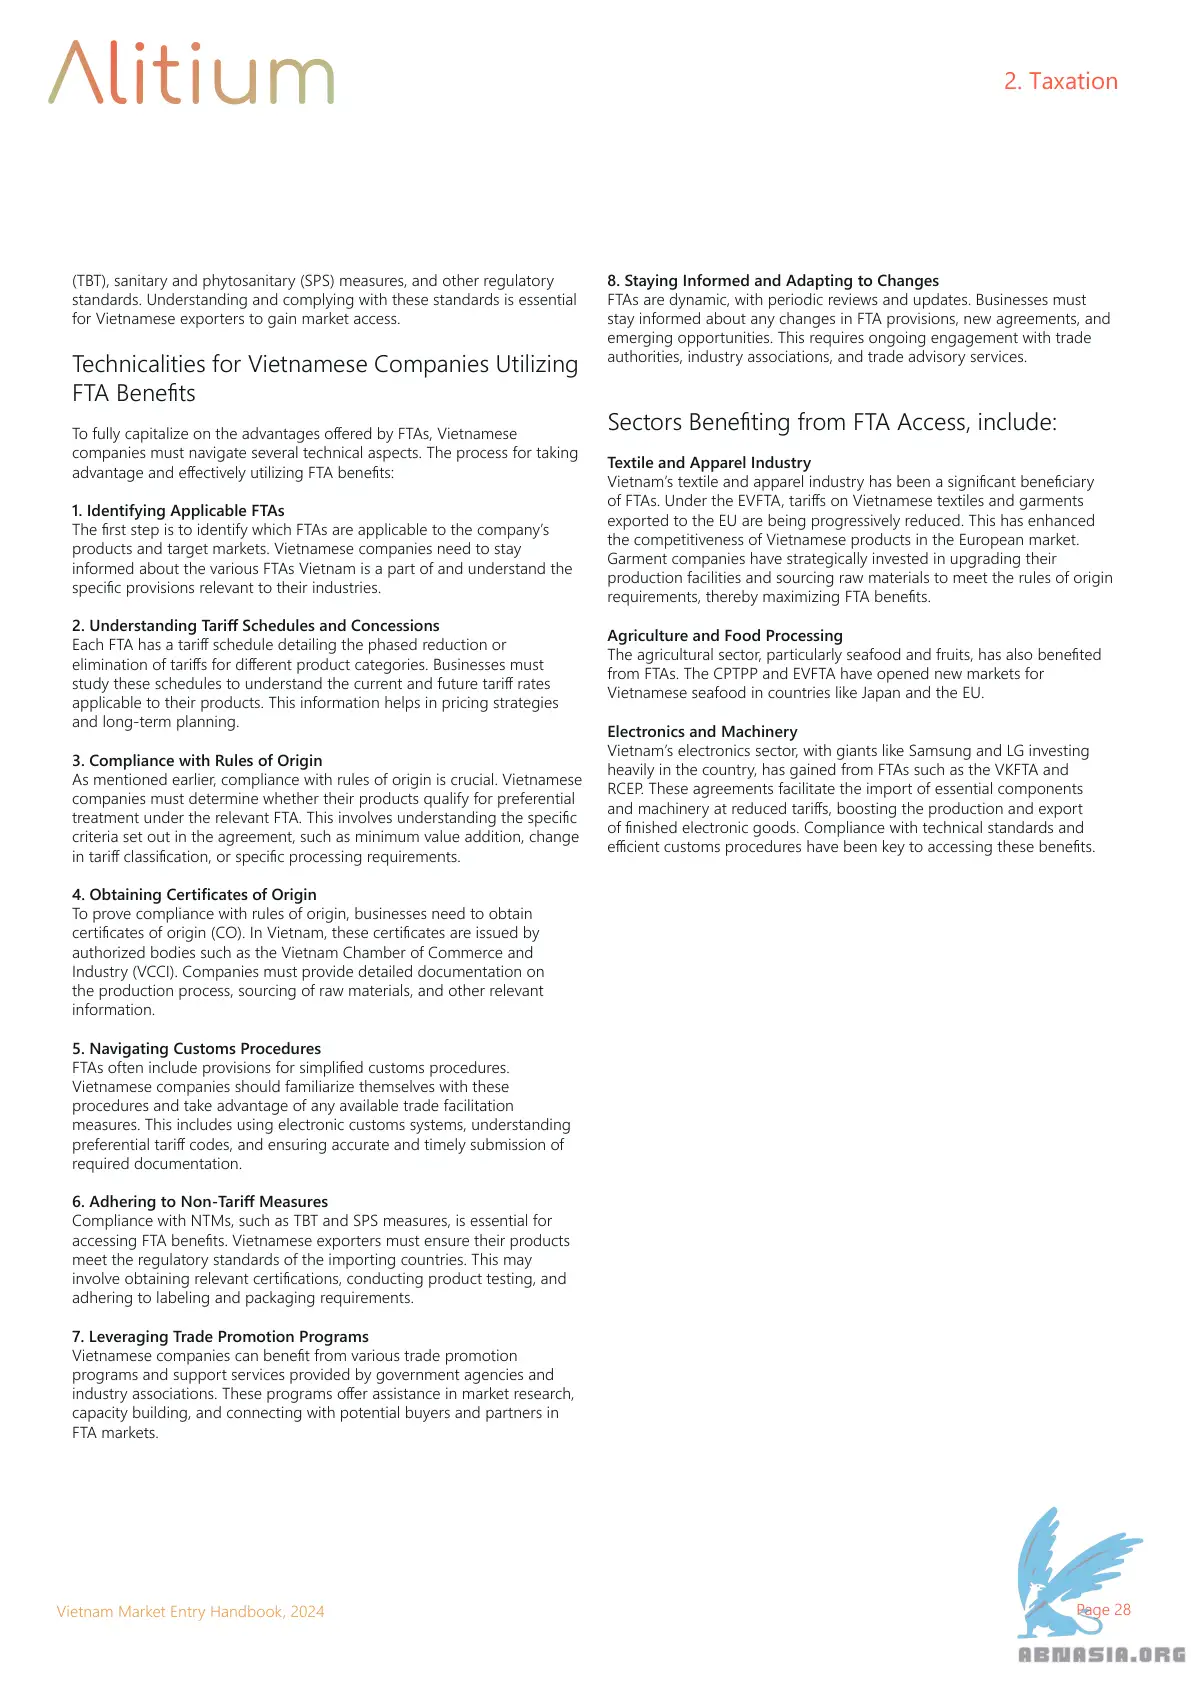 Alitium
2. Taxation
(TBT), sanitary and phytosanitary (SPS) measures, and other regulatory
standards. Understanding and complying with these standards is essential
for Vietnamese exporters to gain market access.
Technicalities for Vietnamese Companies Utilizing
FTA Benefits
To fully capitalize on the advantages offered by FTAs, Vietnamese
companies must navigate several technical aspects. The process for taking
advantage and effectively utilizing FTA benefits:
1. Identifying Applicable FTAs
The first step is to identify which FTAs are applicable to the company's
products and target markets. Vietnamese companies need to stay
informed about the various FTAs Vietnam is a part of and understand the
specific provisions relevant to their industries.
2. Understanding Tariff Schedules and Concessions
Each FTA has a tariff schedule detailing the phased reduction or
elimination of tariffs for different product categories. Businesses must
study these schedules to understand the current and future tariff rates
applicable to their products. This information helps in pricing strategies
and long-term planning.
3. Compliance with Rules of Origin
As mentioned earlier, compliance with rules of origin is crucial. Vietnamese
companies must determine whether their products qualify for preferential
treatment under the relevant FTA. This involves understanding the specific
criteria set out in the agreement, such as minimum value addition, change
in tariff classification, or specific processing requirements.
4. Obtaining Certificates of Origin
To prove compliance with rules of origin, businesses need to obtain
certificates of origin (CO). In Vietnam, these certificates are issued by
authorized bodies such as the Vietnam Chamber of Commerce and
Industry (VCCI). Companies must provide detailed documentation on
the production process, sourcing of raw materials, and other relevant
information.
5. Navigating Customs Procedures
FTAs often include provisions for simplified customs procedures.
Vietnamese companies should familiarize themselves with these
procedures and take advantage of any available trade facilitation
measures. This includes using electronic customs systems, understanding
preferential tariff codes, and ensuring accurate and timely submission of
required documentation.
6. Adhering to Non-Tariff Measures
Compliance with NTMs, such as TBT and SPS measures, is essential for
accessing FTA benefits. Vietnamese exporters must ensure their products
meet the regulatory standards of the importing countries. This may
involve obtaining relevant certifications, conducting product testing, and
adhering to labeling and packaging requirements.
7. Leveraging Trade Promotion Programs
Vietnamese companies can benefit from various trade promotion
programs and support services provided by government agencies and
industry associations. These programs offer assistance in market research,
capacity building, and connecting with potential buyers and partners in
FTA markets.
8. Staying Informed and Adapting to Changes
FTAs are dynamic, with periodic reviews and updates. Businesses must
stay informed about any changes in FTA provisions, new agreements, and
emerging opportunities. This requires ongoing engagement with trade
authorities, industry associations, and trade advisory services.
Sectors Benefiting from FTA Access, include:
Textile and Apparel Industry
Vietnam's textile and apparel industry has been a significant beneficiary
of FTAs. Under the EVFTA, tariffs on Vietnamese textiles and garments
exported to the EU are being progressively reduced. This has enhanced
the competitiveness of Vietnamese products in the European market.
Garment companies have strategically invested in upgrading their
production facilities and sourcing raw materials to meet the rules of origin
requirements, thereby maximizing FTA benefits.
Agriculture and Food Processing
The agricultural sector, particularly seafood and fruits, has also benefited
from FTAs. The CPTPP and EVFTA have opened new markets for
Vietnamese seafood in countries like Japan and the EU.
Electronics and Machinery
Vietnam's electronics sector, with giants like Samsung and LG investing
heavily in the country, has gained from FTAs such as the VKFTA and
RCEP. These agreements facilitate the import of essential components
and machinery at reduced tariffs, boosting the production and export
of finished electronic goods. Compliance with technical standards and
efficient customs procedures have been key to accessing these benefits.
Vietnam Market Entry Handbook, 2024
Page 28
ABNASIA.ORG